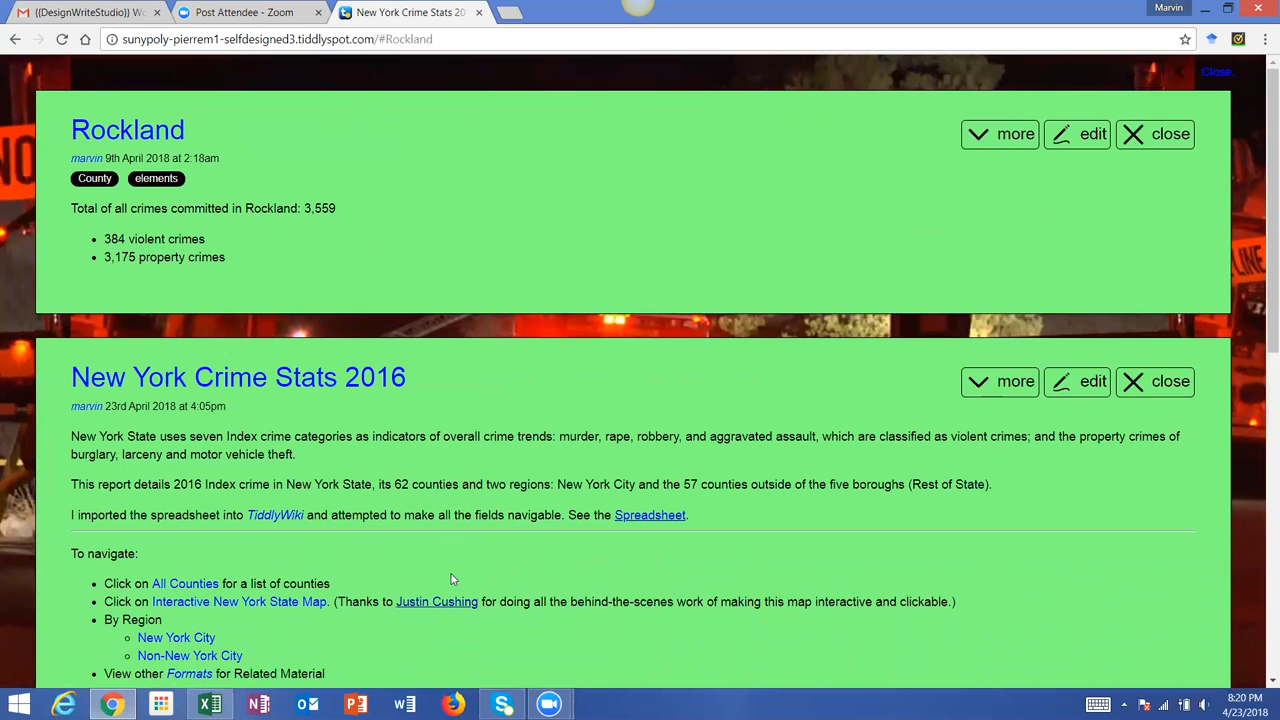 {{DesignWriteStudio}} Wo
Post Attendee - Zoom
New York Crime Stats 20
Marvin
sunypoly-pierrem1-selfdesigned3.tiddlyspot.com/#Rockland
Close.
Rockland
more
edit
close
marvin 9th April 2018 at 2:18am
County elements
Total of all crimes committed in Rockland: 3,559
• 384 violent crimes
• 3,175 property crimes
New York Crime Stats 2016
more
edit
close
marvin 23rd April 2018 at 4:05pm
New York State uses seven Index crime categories as indicators of overall crime trends: murder, rape, robbery, and aggravated assault, which are classified as violent crimes; and the property crimes of
burglary, larceny and motor vehicle theft.
This report details 2016 Index crime in New York State, its 62 counties and two regions: New York City and the 57 counties outside of the five boroughs (Rest of State).
I imported the spreadsheet into TiddlyWiki and attempted to make all the fields navigable. See the Spreadsheet.
To navigate:
• Click on All Counties for a list of counties
• Click on Interactive New York State Map. (Thanks to Justin Cushing for doing all the behind-the-scenes work of making this map interactive and clickable.)
• By Region
◦ New York City
◦ Non-New York City
• View other Formats for Related Material
8:20 PM
4/23/2018